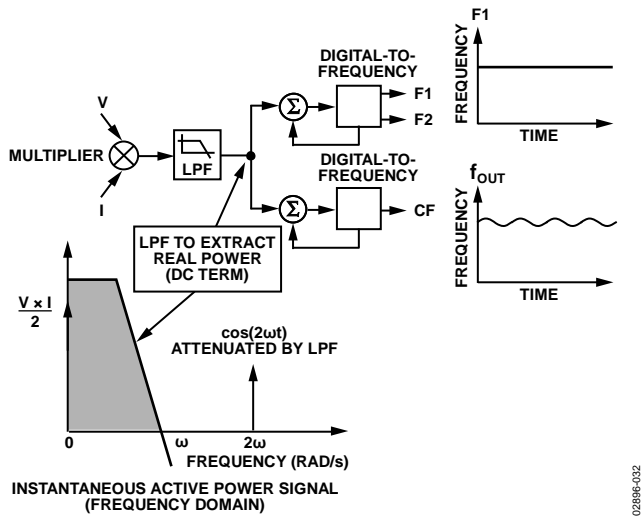 F1
DIGITAL-TO-
FREQUENCY
V
F1
F2
FREQUENCY
TIME
MULTIPLIER
LPF
Σ
I
DIGITAL-TO-
FREQUENCY
Σ
CF
fOUT
FREQUENCY
TIME
LPF TO EXTRACT
REAL POWER
(DC TERM)
V × I
2
cos(2ωt)
ATTENUATED BY LPF
0
ω
2ω
FREQUENCY (RAD/s)
INSTANTANEOUS ACTIVE POWER SIGNAL
(FREQUENCY DOMAIN)
02896-032